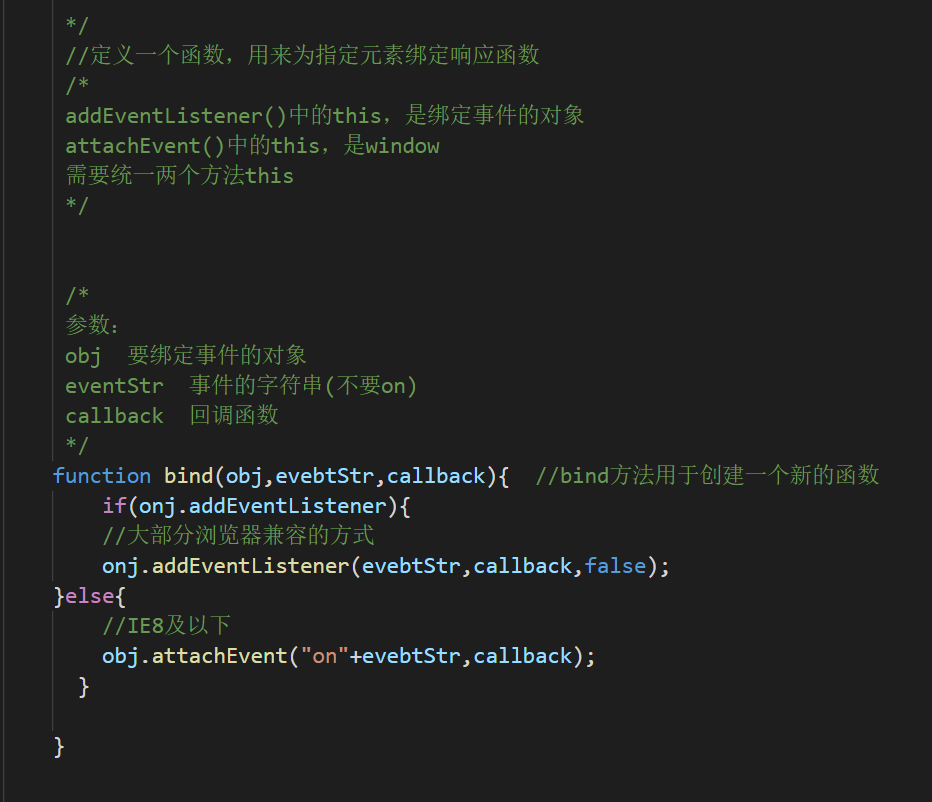 */
//定义一个函数，用来为指定元素绑定响应函数
/*
addEventListener()中的this，是绑定事件的对象
attachEvent()中的this，是window
需要统一两个方法this
*/
/*
参数：
obj  要绑定事件的对象
eventStr  事件的字符串(不要on)
callback  回调函数
*/
function bind(obj,evebtStr,callback){  //bind方法用于创建一个新的函数
    if(onj.addEventListener){
    //大部分浏览器兼容的方式
    onj.addEventListener(evebtStr,callback,false);
}else{
    //IE8及以下
    obj.attachEvent("on"+evebtStr,callback);
  }
}